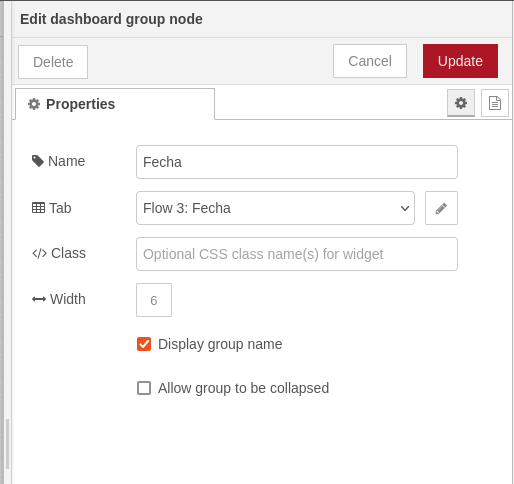 Edit dashboard group node
Delete
Cancel
Update
Properties
Name
Fecha
Tab
Flow 3: Fecha
</> Class
Optional CSS class name(s) for widget
Width
6
Display group name
Allow group to be collapsed